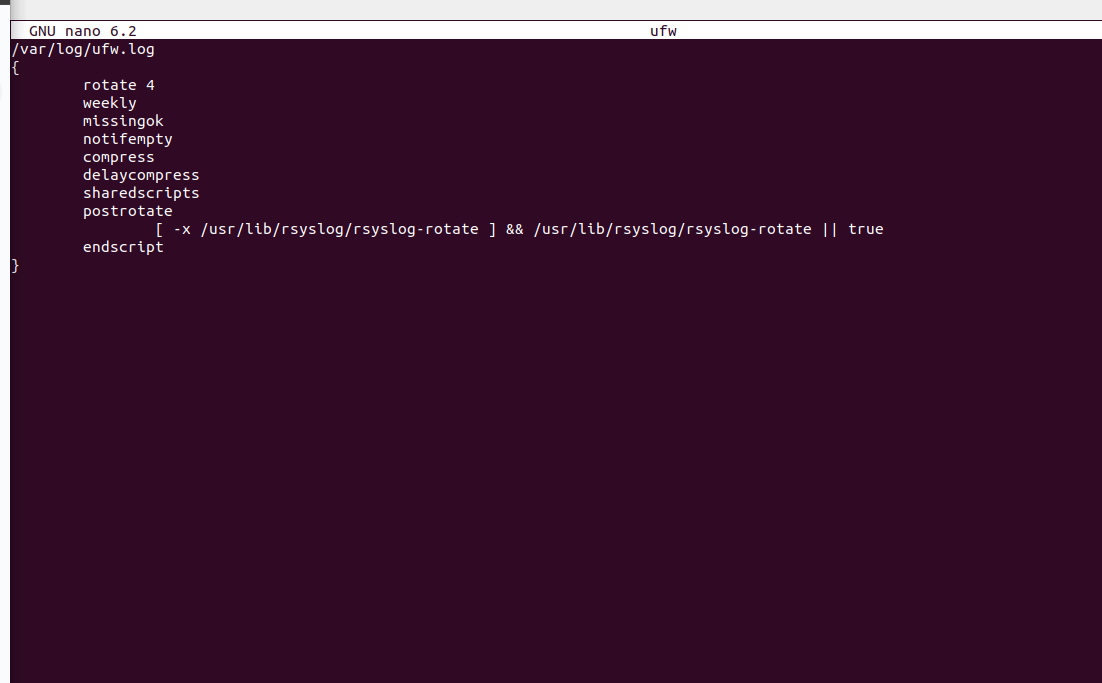 GNU nano 6.2 ufw
/var/log/ufw.log
{
rotate 4
weekly
missingok
notifempty
compress
delaycompress
sharedscripts
postrotate
[ -x /usr/lib/rsyslog/rsyslog-rotate ] && /usr/lib/rsyslog/rsyslog-rotate || true
endscript
}